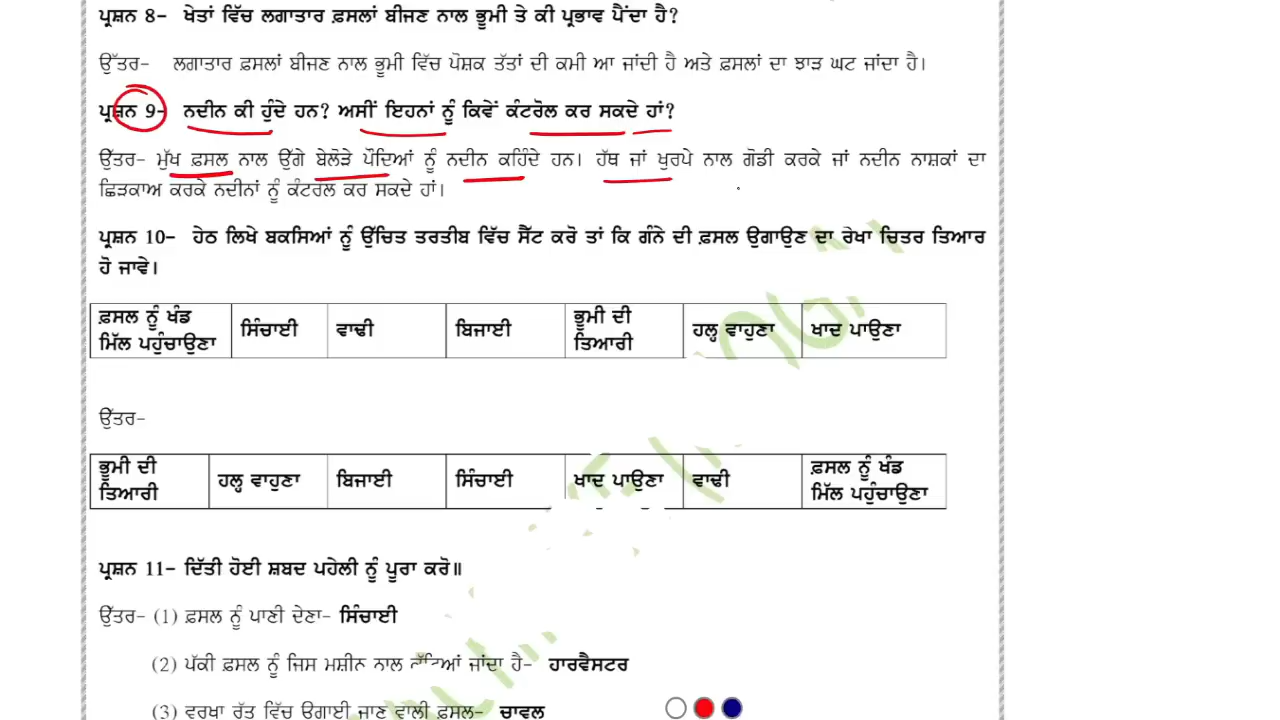 ਪ੍ਰਸ਼ਨ 8- ਖੇਤਾਂ ਵਿੱਚ ਲਗਾਤਾਰ ਫ਼ਸਲਾਂ ਬੀਜਣ ਨਾਲ ਭੂਮੀ ਤੇ ਕੀ ਪ੍ਰਭਾਵ ਪੈਂਦਾ ਹੈ?
ਉੱਤਰ- ਲਗਾਤਾਰ ਫ਼ਸਲਾਂ ਬੀਜਣ ਨਾਲ ਭੂਮੀ ਵਿੱਚ ਪੋਸ਼ਕ ਤੱਤਾਂ ਦੀ ਕਮੀ ਆ ਜਾਂਦੀ ਹੈ ਅਤੇ ਫ਼ਸਲਾਂ ਦਾ ਝਾੜ ਘਟ ਜਾਂਦਾ ਹੈ।
ਪ੍ਰਸ਼ਨ 9- ਨਦੀਨ ਕੀ ਹੁੰਦੇ ਹਨ? ਅਸੀਂ ਇਹਨਾਂ ਨੂੰ ਕਿਵੇਂ ਕੰਟਰੋਲ ਕਰ ਸਕਦੇ ਹਾਂ?
ਉੱਤਰ- ਮੁੱਖ ਫ਼ਸਲ ਨਾਲ ਉੱਗੇ ਬੇਲੋੜੇ ਪੌਦਿਆਂ ਨੂੰ ਨਦੀਨ ਕਹਿੰਦੇ ਹਨ। ਹੱਥ ਜਾਂ ਖੁਰਪੇ ਨਾਲ ਗੋਡੀ ਕਰਕੇ ਜਾਂ ਨਦੀਨ ਨਾਸ਼ਕਾਂ ਦਾ
ਛਿੜਕਾਅ ਕਰਕੇ ਨਦੀਨਾਂ ਨੂੰ ਕੰਟਰੋਲ ਕਰ ਸਕਦੇ ਹਾਂ।
ਪ੍ਰਸ਼ਨ 10- ਹੇਠ ਲਿਖੇ ਬਕਸਿਆਂ ਨੂੰ ਉੱਚਿਤ ਤਰਤੀਬ ਵਿੱਚ ਸੈੱਟ ਕਰੋ ਤਾਂ ਕਿ ਗੰਨੇ ਦੀ ਫ਼ਸਲ ਉਗਾਉਣ ਦਾ ਰੇਖਾ ਚਿਤਰ ਤਿਆਰ
ਹੋ ਜਾਵੇ।
ਫ਼ਸਲ ਨੂੰ ਖੰਡ ਮਿੱਲ ਪਹੁੰਚਾਉਣਾ ਸਿੰਚਾਈ ਵਾਢੀ ਬਿਜਾਈ ਭੂਮੀ ਦੀ ਤਿਆਰੀ ਹਲ੍ਹ ਵਾਹੁਣਾ ਖਾਦ ਪਾਉਣਾ
ਉੱਤਰ-
ਭੂਮੀ ਦੀ ਤਿਆਰੀ ਹਲ੍ਹ ਵਾਹੁਣਾ ਬਿਜਾਈ ਸਿੰਚਾਈ ਖਾਦ ਪਾਉਣਾ ਵਾਢੀ ਫ਼ਸਲ ਨੂੰ ਖੰਡ ਮਿੱਲ ਪਹੁੰਚਾਉਣਾ
ਪ੍ਰਸ਼ਨ 11- ਦਿੱਤੀ ਹੋਈ ਸ਼ਬਦ ਪਹੇਲੀ ਨੂੰ ਪੂਰਾ ਕਰੋ॥
ਉੱਤਰ- (1) ਫ਼ਸਲ ਨੂੰ ਪਾਣੀ ਦੇਣਾ- ਸਿੰਚਾਈ
(2) ਪੱਕੀ ਫ਼ਸਲ ਨੂੰ ਜਿਸ ਮਸ਼ੀਨ ਨਾਲ ਜਾਂਦਾ ਹੈ- ਹਾਰਵੈਸਟਰ
(3) ਵਰਖਾ ਰੁੱਤ ਵਿੱਚ ਉਗਾਈ ਜਾਣ ਵਾਲੀ ਫ਼ਸਲ- ਚਾਵਲ